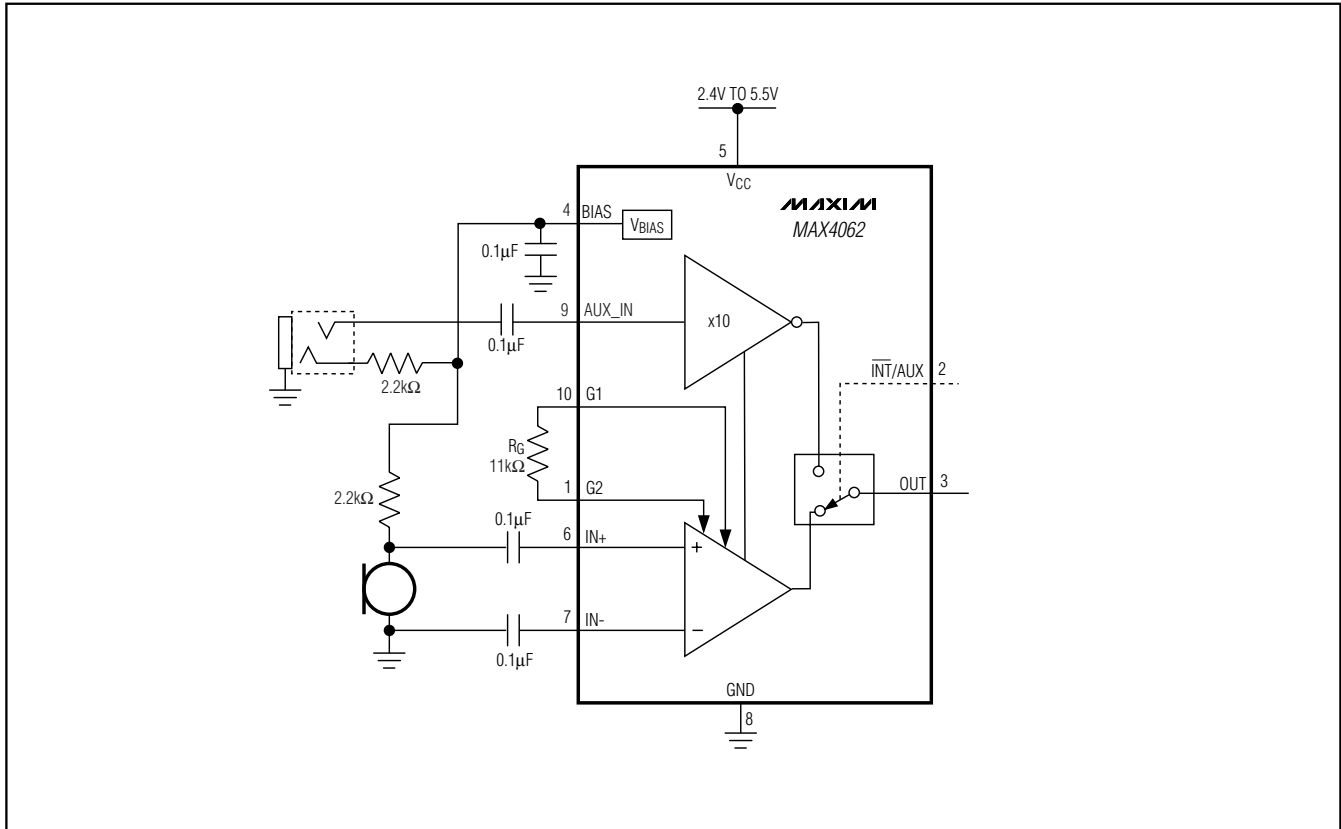 2.4V TO 5.5V
5
VCC
MAXIM
MAX4062
4 BIAS
VBIAS
0.1µF
9 AUX_IN
x10
0.1µF
2.2kΩ
INT/AUX 2
10 G1
RG
11kΩ
1 G2
OUT 3
2.2kΩ
0.1µF
6 IN+
+
7 IN-
−
0.1µF
GND
8